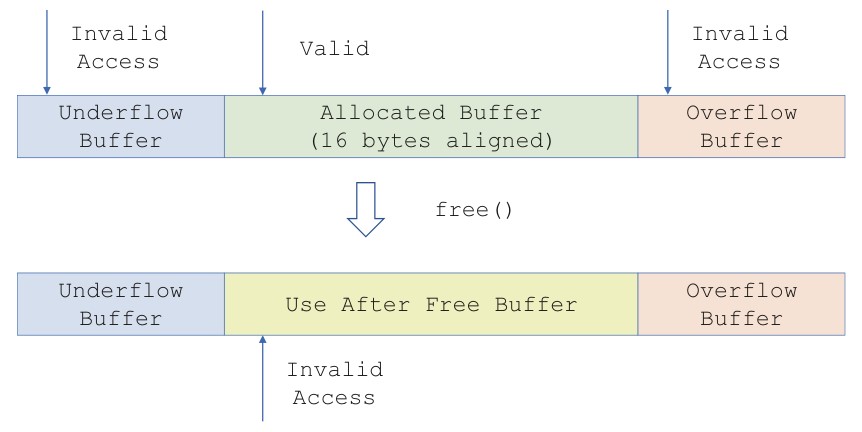 Invalid
Access
Valid
Invalid
Access
Underflow
Buffer
Allocated Buffer
(16 bytes aligned)
Overflow
Buffer
free()
Underflow
Buffer
Use After Free Buffer
Overflow
Buffer
Invalid
Access